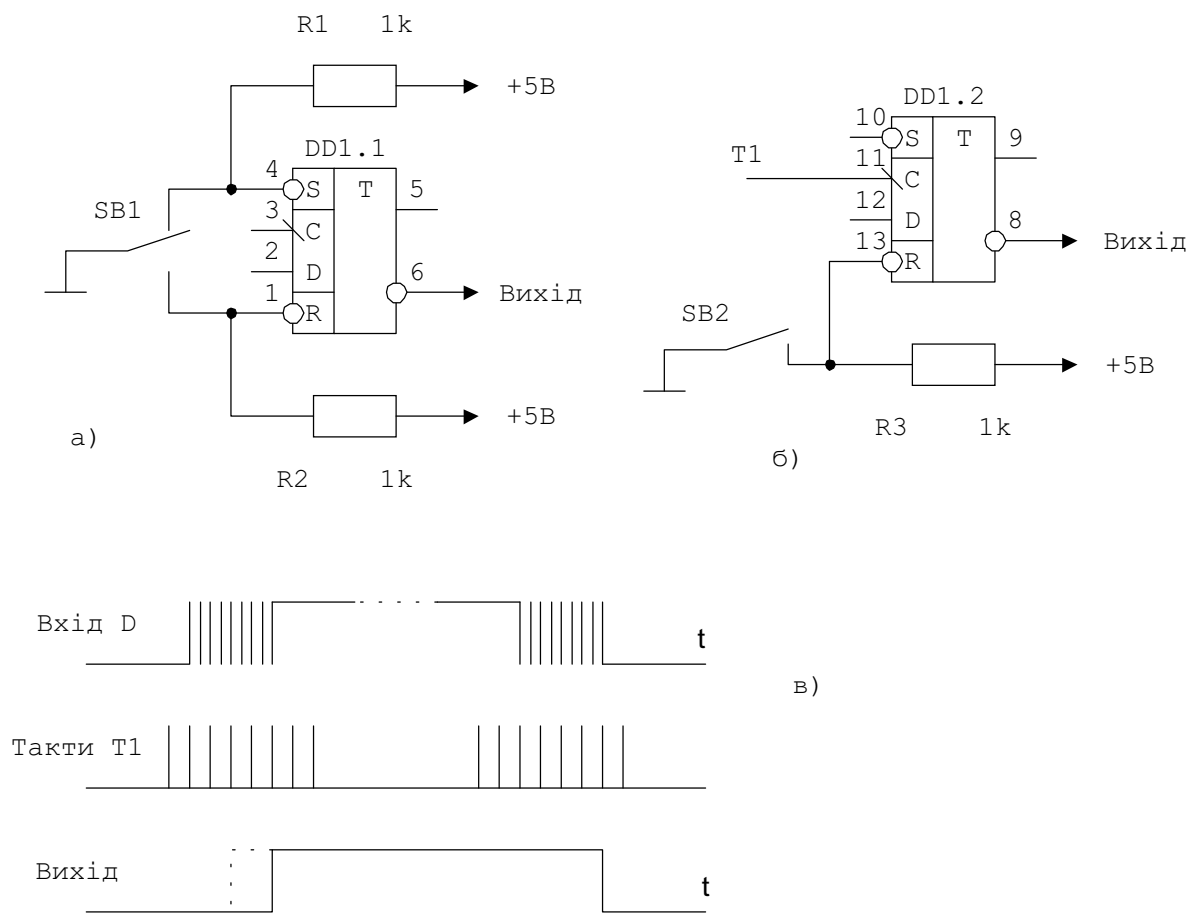 R1 1k
+5В
DD1.1
4 S T 5
3 C
2 D
1 R 6
SB1
Вихід
+5В
R2 1k
а)
DD1.2
10 S T 9
T1 11 C
12 D
13 R 8
Вихід
SB2
+5В
R3 1k
б)
Вхід D
t
в)
Такти T1
Вихід
t